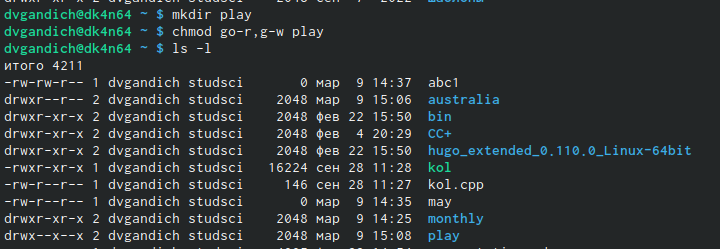 dvgandich@dk4n64 ~ $ mkdir play
dvgandich@dk4n64 ~ $ chmod go-r,g-w play
dvgandich@dk4n64 ~ $ ls -l
итого 4211
-rw-rw-r-- 1 dvgandich studsci 0 мар 9 14:37 abc1
drwxr--r-- 2 dvgandich studsci 2048 мар 9 15:06 australia
drwxr-xr-x 2 dvgandich studsci 2048 фев 22 15:50 bin
drwxr-xr-x 2 dvgandich studsci 2048 фев 4 20:29 CC+
drwxr-xr-x 2 dvgandich studsci 2048 фев 22 15:50 hugo_extended_0.110.0_Linux-64bit
-rwxr-xr-x 1 dvgandich studsci 16224 сен 28 11:28 kol
-rw-r--r-- 1 dvgandich studsci 146 сен 28 11:27 kol.cpp
-rw-r--r-- 1 dvgandich studsci 0 мар 9 14:35 may
drwxr-xr-x 2 dvgandich studsci 2048 мар 9 14:25 monthly
drwx--x--x 2 dvgandich studsci 2048 мар 9 15:08 play